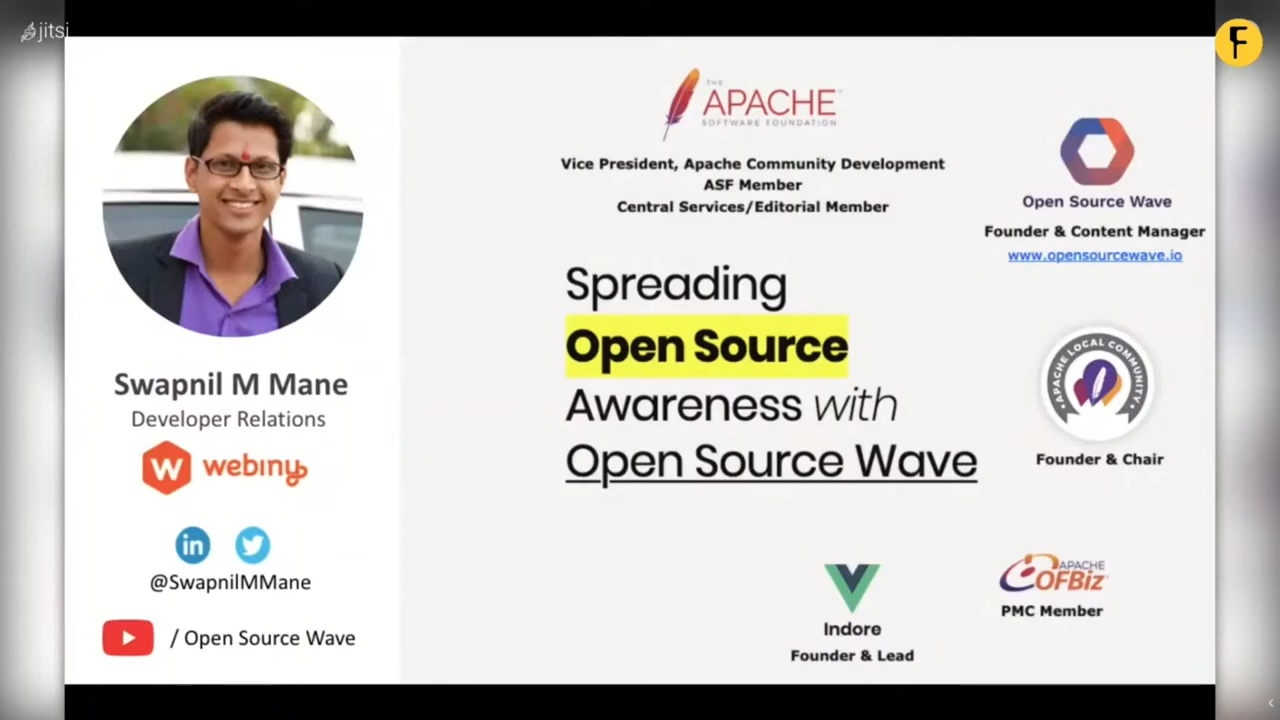 jitsi
F
Swapnil M Mane
Developer Relations
W webiny
in
@SwapnilMMane
/ Open Source Wave
THE
APACHE
SOFTWARE FOUNDATION
Vice President, Apache Community Development
ASF Member
Central Services/Editorial Member
Spreading
Open Source
Awareness with
Open Source Wave
Open Source Wave
Founder & Content Manager
www.opensourcewave.io
APACHE LOCAL COMMUNITY
Founder & Chair
Indore
Founder & Lead
APACHE
OFBiz
PMC Member